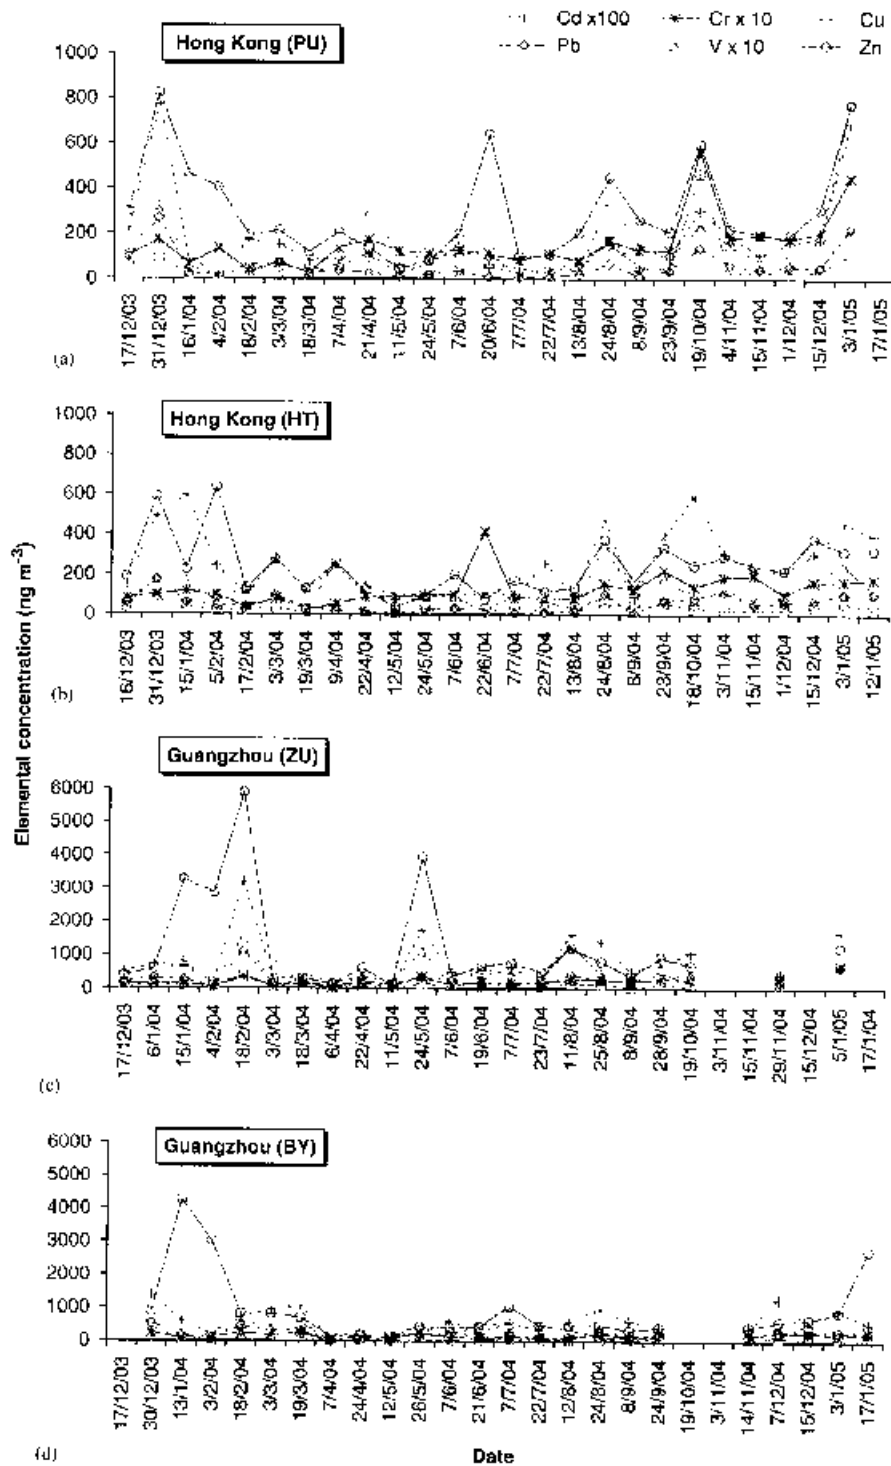 Cd x100 Cr x 10 Cu
Pb V x 10 Zn
Hong Kong (PU)
1000
800
600
400
200
0
17/12/03 31/12/03 16/1/04 4/2/04 18/2/04 3/3/04 18/3/04 7/4/04 21/4/04 11/5/04 24/5/04 7/6/04 20/6/04 7/7/04 22/7/04 13/8/04 24/8/04 8/9/04 23/9/04 19/10/04 4/11/04 15/11/04 1/12/04 15/12/04 3/1/05 17/1/05
(a)
Hong Kong (HT)
1000
800
600
400
200
0
16/12/03 31/12/03 15/1/04 5/2/04 17/2/04 3/3/04 19/3/04 9/4/04 22/4/04 12/5/04 24/5/04 7/6/04 22/6/04 7/7/04 22/7/04 13/8/04 24/8/04 8/9/04 23/9/04 18/10/04 3/11/04 15/11/04 1/12/04 15/12/04 3/1/05 12/1/05
(b)
Elemental concentration (ng m⁻³)
Guangzhou (ZU)
6000
5000
4000
3000
2000
1000
0
17/12/03 6/1/04 15/1/04 4/2/04 18/2/04 3/3/04 18/3/04 6/4/04 22/4/04 11/5/04 24/5/04 7/6/04 19/6/04 7/7/04 23/7/04 11/8/04 25/8/04 8/9/04 28/9/04 19/10/04 3/11/04 15/11/04 29/11/04 15/12/04 5/1/05 17/1/04
(c)
Guangzhou (BY)
6000
5000
4000
3000
2000
1000
0
17/12/03 30/12/03 13/1/04 3/2/04 18/2/04 3/3/04 19/3/04 7/4/04 24/4/04 12/5/04 26/5/04 7/6/04 21/6/04 7/7/04 22/7/04 12/8/04 24/8/04 8/9/04 24/9/04 19/10/04 3/11/04 14/11/04 7/12/04 15/12/04 3/1/05 17/1/05
(d)
Date